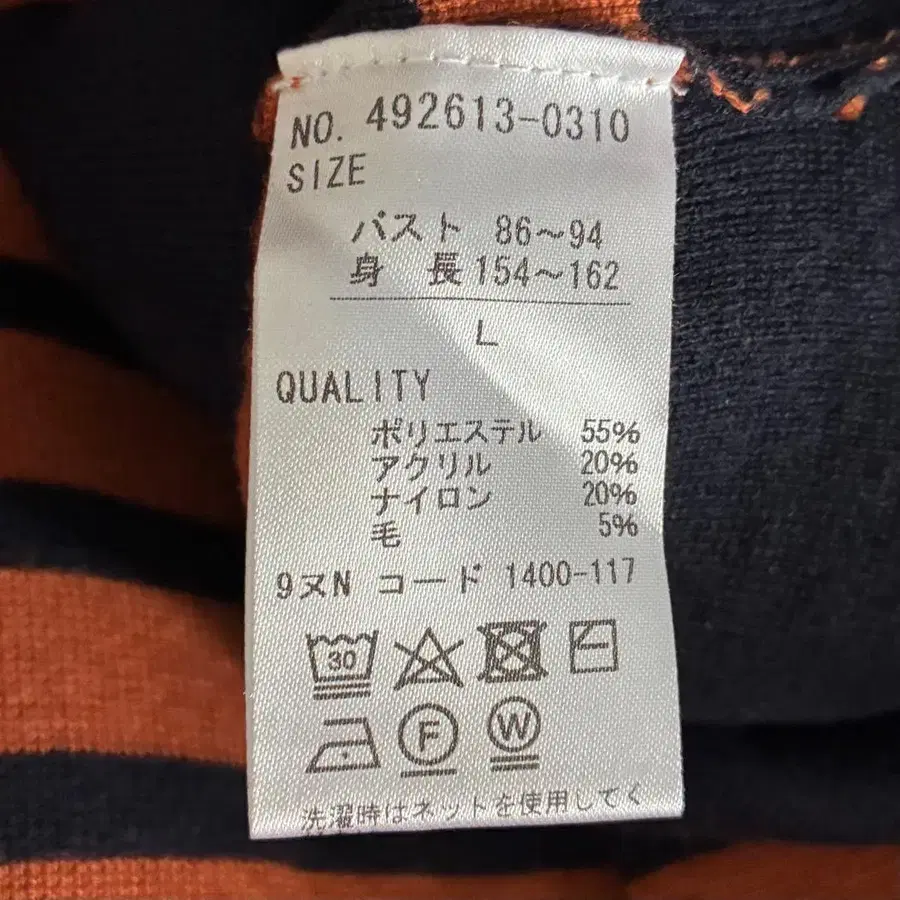 NO. 492613-0310
SIZE
バスト 86～94
身 長 154～162
L
QUALITY
ポリエステル 55%
アクリル 20%
ナイロン 20%
毛 5%
9ヌN コード 1400-117
30
F W
洗濯時はネットを使用してく